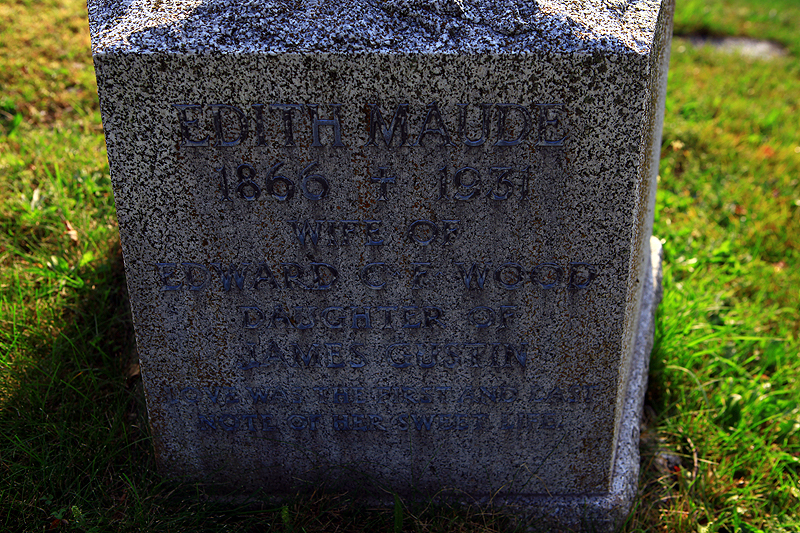 EDITH MAUDE
1866 ✝ 1931
WIFE OF
EDWARD C F WOOD
DAUGHTER OF
JAMES GUSTIN
LOVE WAS THE FIRST AND LAST
NOTE OF HER SWEET LIFE.